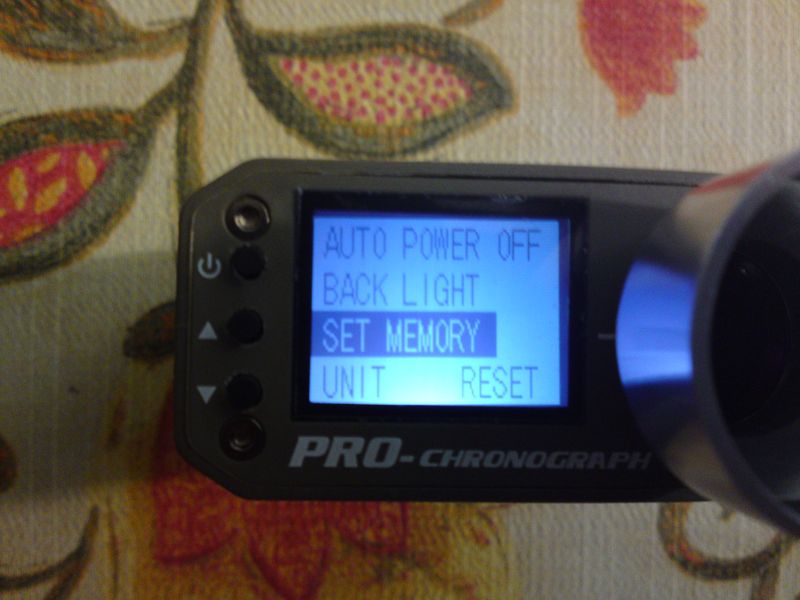 AUTO POWER OFF
BACK LIGHT
SET MEMORY
UNIT RESET
PRO-CHRONOGRAPH